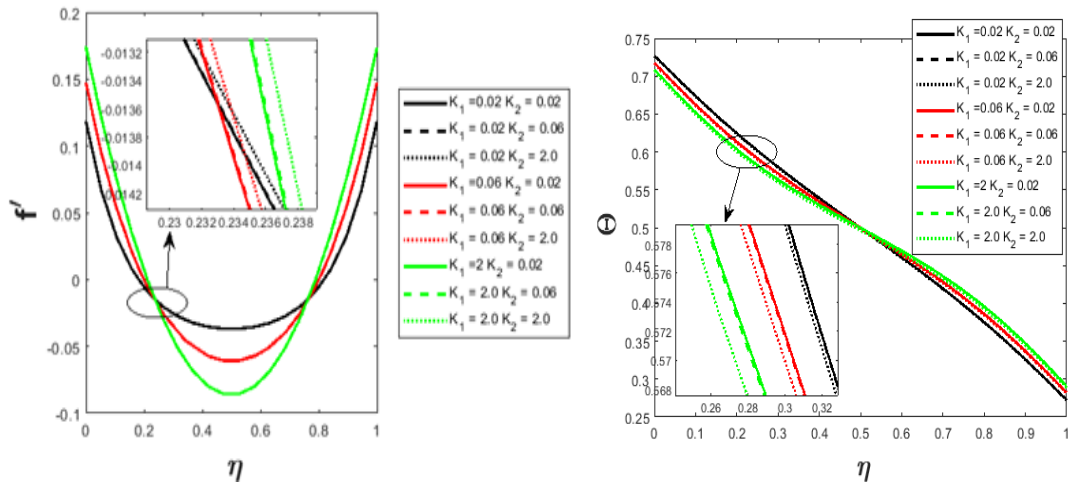 0.2
0.15
0.1
0.05
0
-0.05
-0.1
f'
0
0.2
0.4
0.6
0.8
1
η
-0.0132
-0.0134
-0.0136
-0.0138
-0.014
-0.0142
0.23
0.232
0.234
0.236
0.238
K1 =0.02 K2 = 0.02
K1 = 0.02 K2 = 0.06
K1 = 0.02 K2 = 2.0
K1 =0.06 K2 = 0.02
K1 = 0.06 K2 = 0.06
K1 = 0.06 K2 = 2.0
K1 =2 K2 = 0.02
K1 = 2.0 K2 = 0.06
K1 = 2.0 K2 = 2.0
0.75
0.7
0.65
0.6
0.55
0.5
0.45
0.4
0.35
0.3
0.25
Θ
0
0.1
0.2
0.3
0.4
0.5
0.6
0.7
0.8
0.9
1
η
0.578
0.576
0.574
0.572
0.57
0.568
0.26
0.28
0.3
0.32
K1 =0.02 K2 = 0.02
K1 = 0.02 K2 = 0.06
K1 = 0.02 K2 = 2.0
K1 =0.06 K2 = 0.02
K1 = 0.06 K2 = 0.06
K1 = 0.06 K2 = 2.0
K1 =2 K2 = 0.02
K1 = 2.0 K2 = 0.06
K1 = 2.0 K2 = 2.0